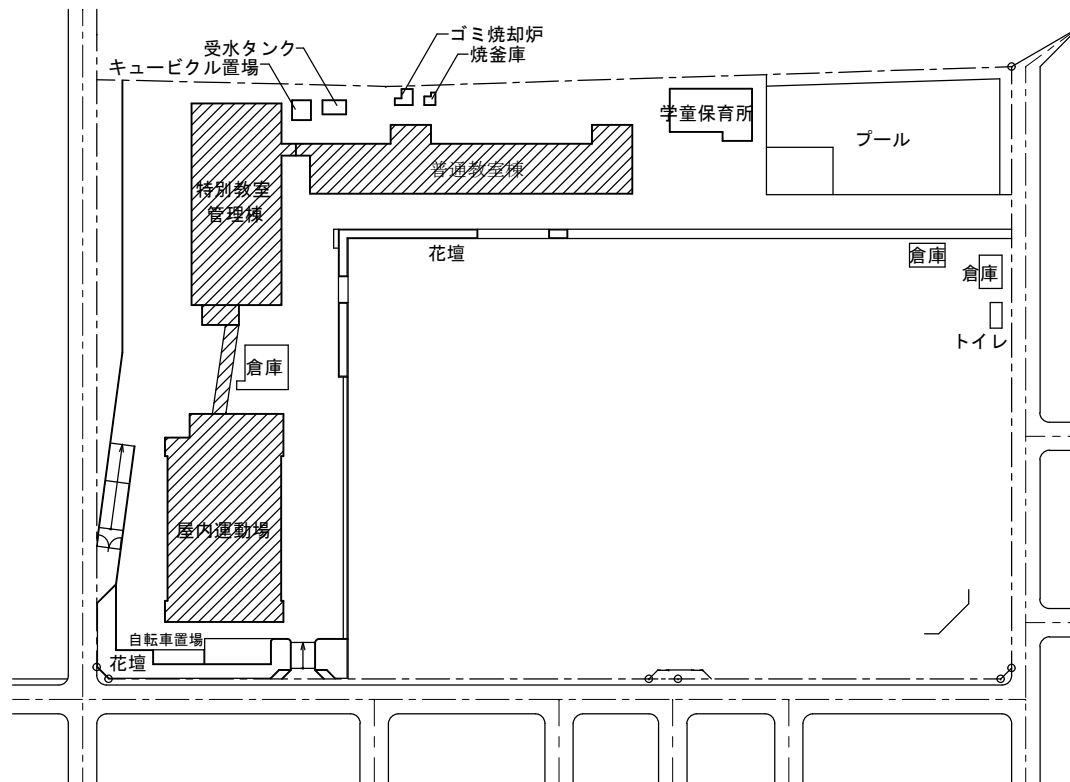 ゴミ焼却炉
受水タンク
焼釜庫
キュービクル置場
学童保育所
プール
普通教室棟
特別教室
管理棟
花壇
倉庫
倉庫
トイレ
倉庫
屋内運動場
自転車置場
花壇